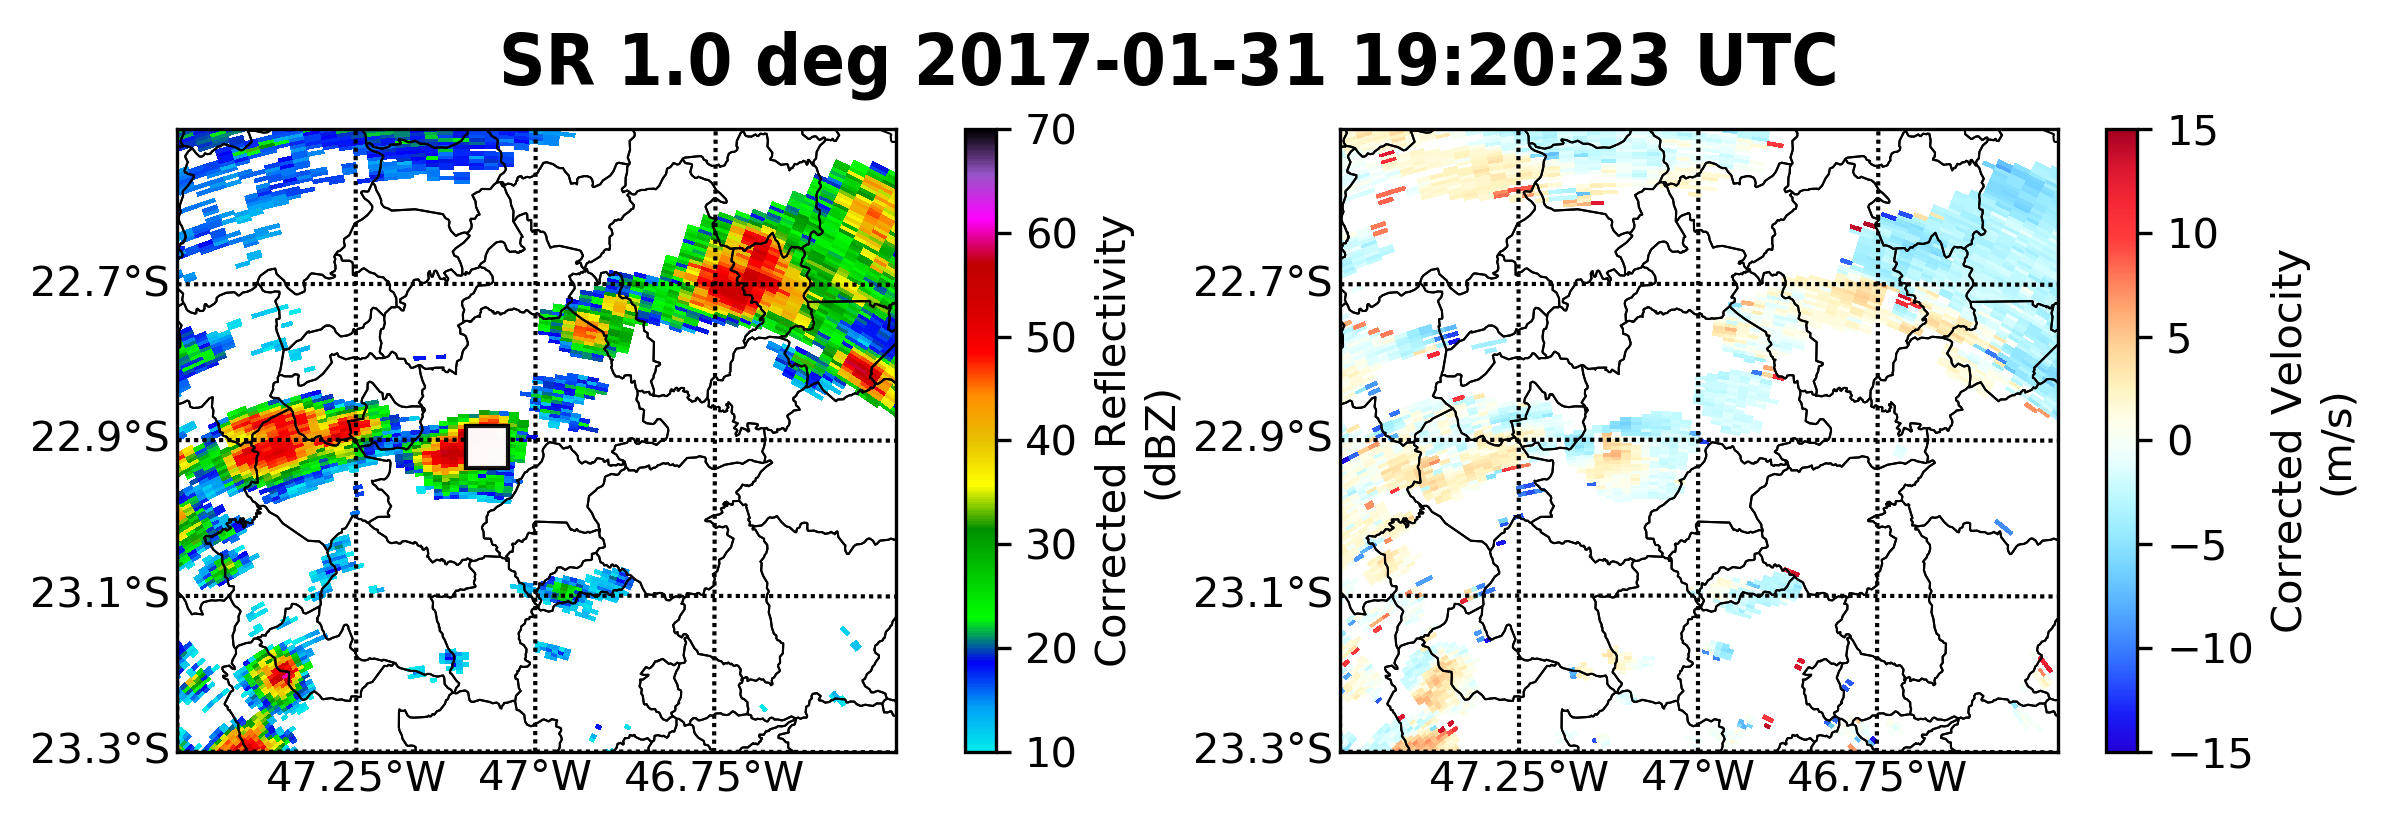 SR 1.0 deg 2017-01-31 19:20:23 UTC
22.7°S
22.9°S
23.1°S
23.3°S
47.25°W 47°W 46.75°W
70
60
50
40
30
20
10
Corrected Reflectivity
(dBZ)
22.7°S
22.9°S
23.1°S
23.3°S
47.25°W 47°W 46.75°W
15
10
5
0
−5
−10
−15
Corrected Velocity
(m/s)